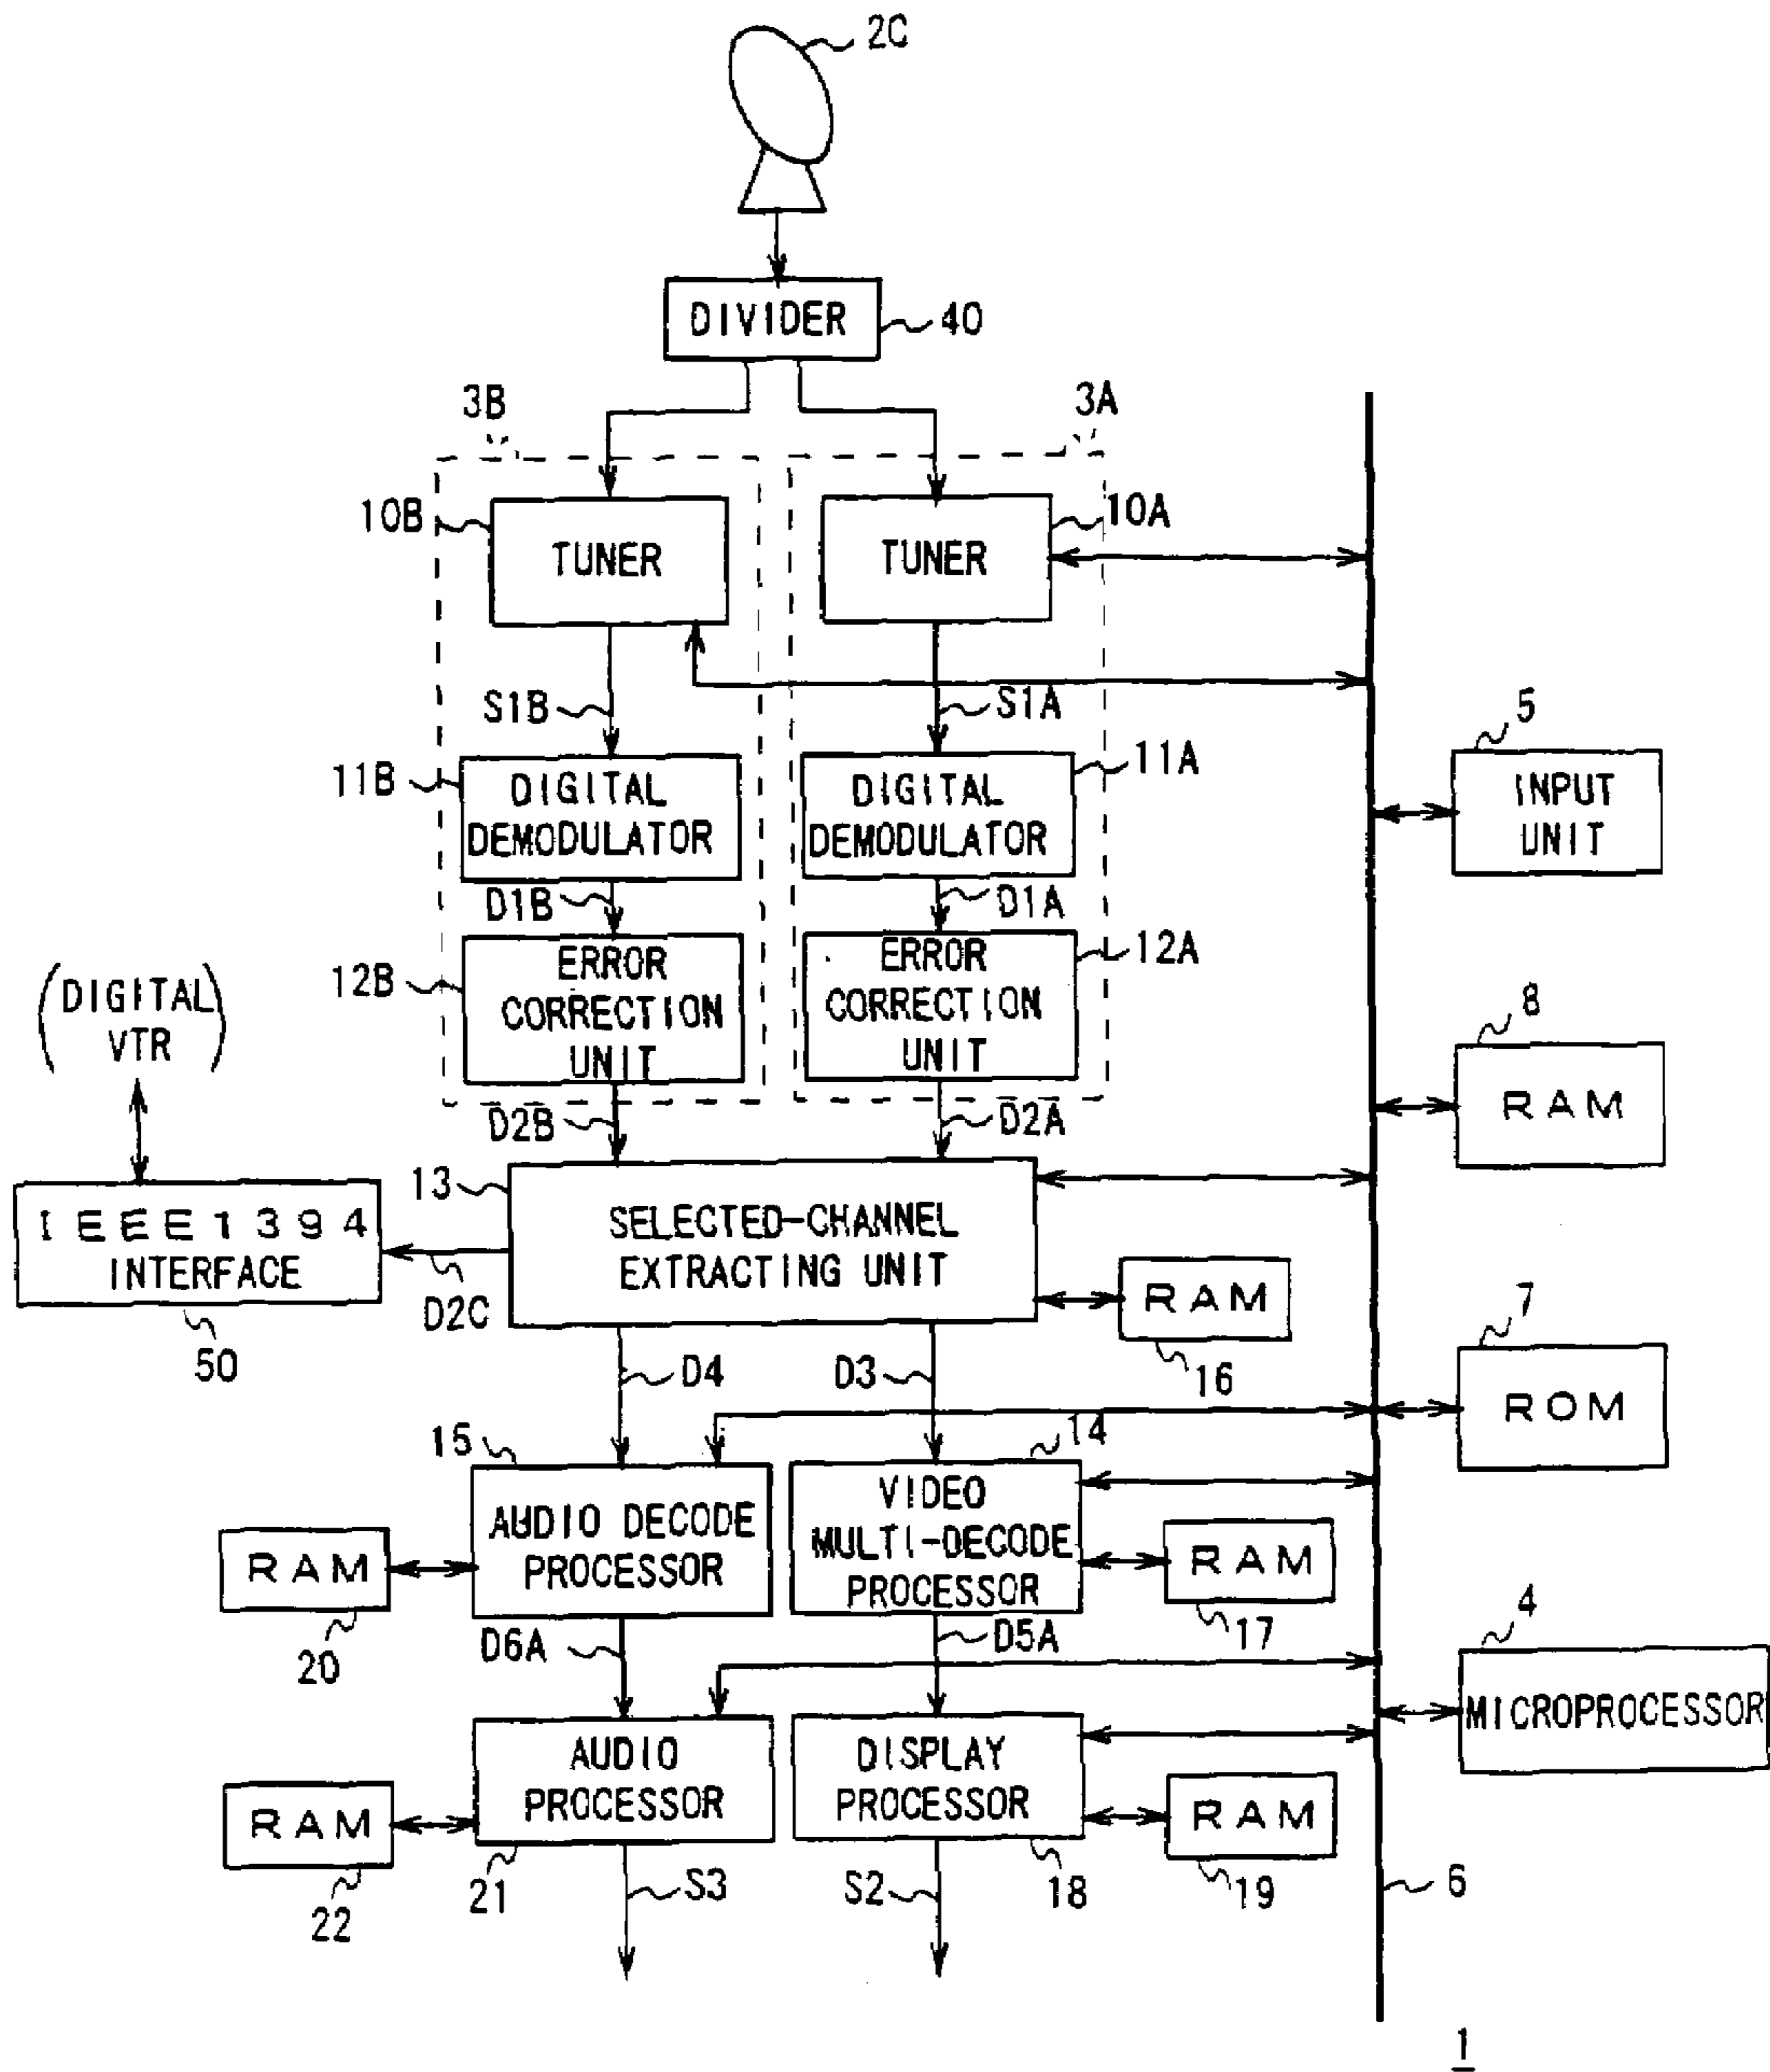 2C
DIVIDER
40
3B
3A
10B
TUNER
10A
TUNER
S1B
S1A
5
INPUT
UNIT
11B
DIGITAL
DEMODULATOR
11A
DIGITAL
DEMODULATOR
D1B
D1A
12B
ERROR
CORRECTION
UNIT
12A
ERROR
CORRECTION
UNIT
(DIGITAL
VTR)
8
RAM
D2B
D2A
13
SELECTED-CHANNEL
EXTRACTING UNIT
IEEE1394
INTERFACE
50
D2C
RAM
16
7
ROM
D4
D3
15
AUDIO DECODE
PROCESSOR
14
VIDEO
MULTI-DECODE
PROCESSOR
RAM
20
RAM
17
4
MICROPROCESSOR
D6A
D5A
AUDIO
PROCESSOR
21
DISPLAY
PROCESSOR
18
RAM
22
RAM
19
S3
S2
6
1